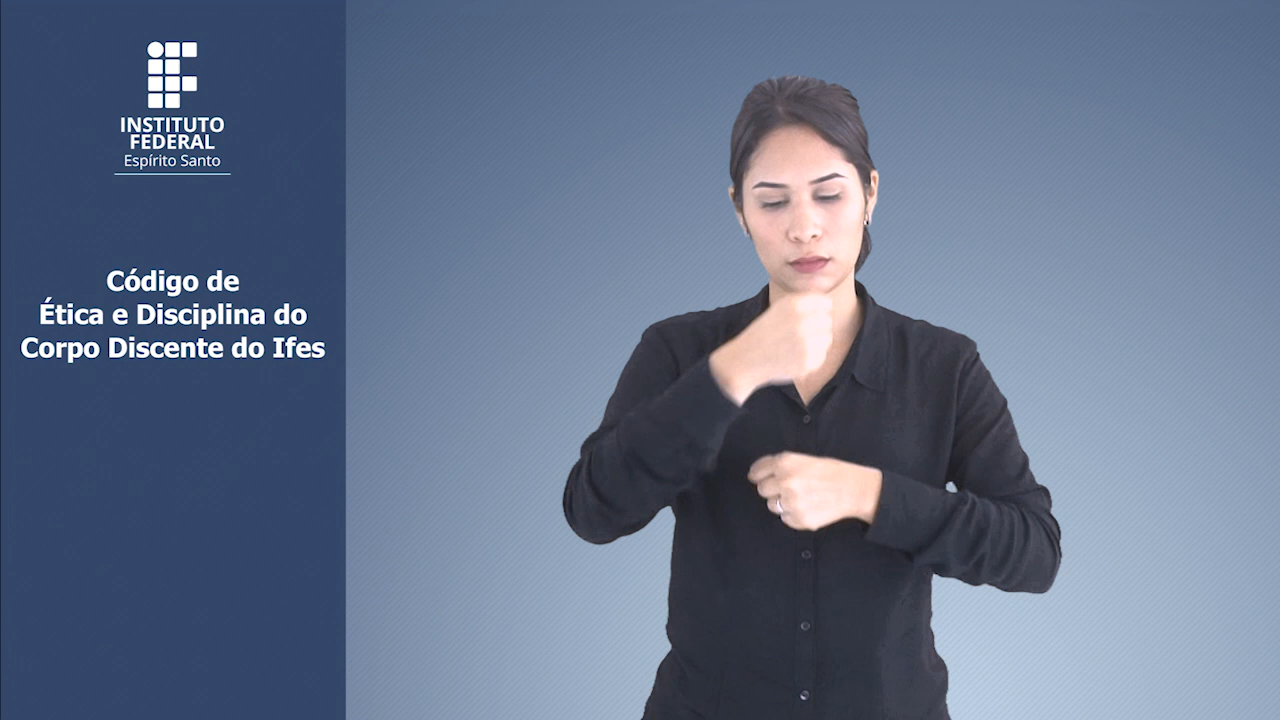 INSTITUTO
FEDERAL
Espírito Santo
Código de
Ética e Disciplina do
Corpo Discente do Ifes